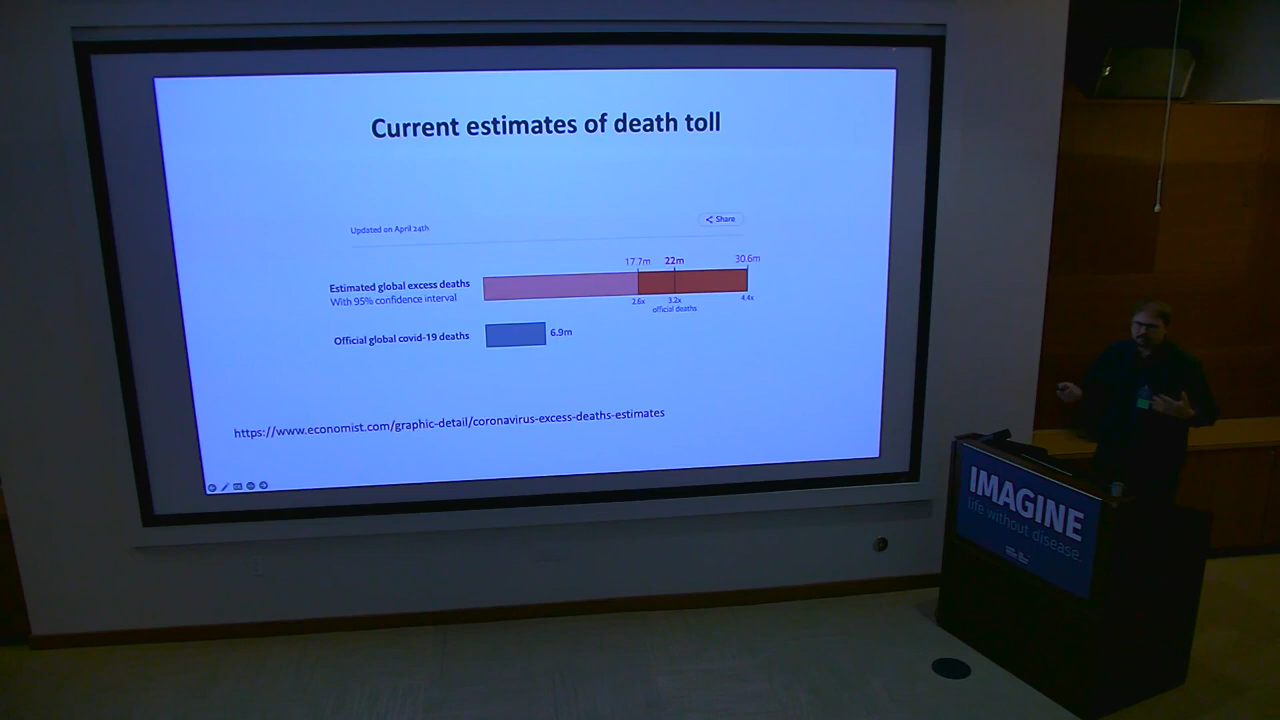 Current estimates of death toll
Updated on April 24th
Share
17.7m 22m 30.6m
Estimated global excess deaths
With 95% confidence interval
2.6x 3.2x 4.4x
official deaths
Official global covid-19 deaths
6.9m
https://www.economist.com/graphic-detail/coronavirus-excess-deaths-estimates
IMAGINE
life without disease.